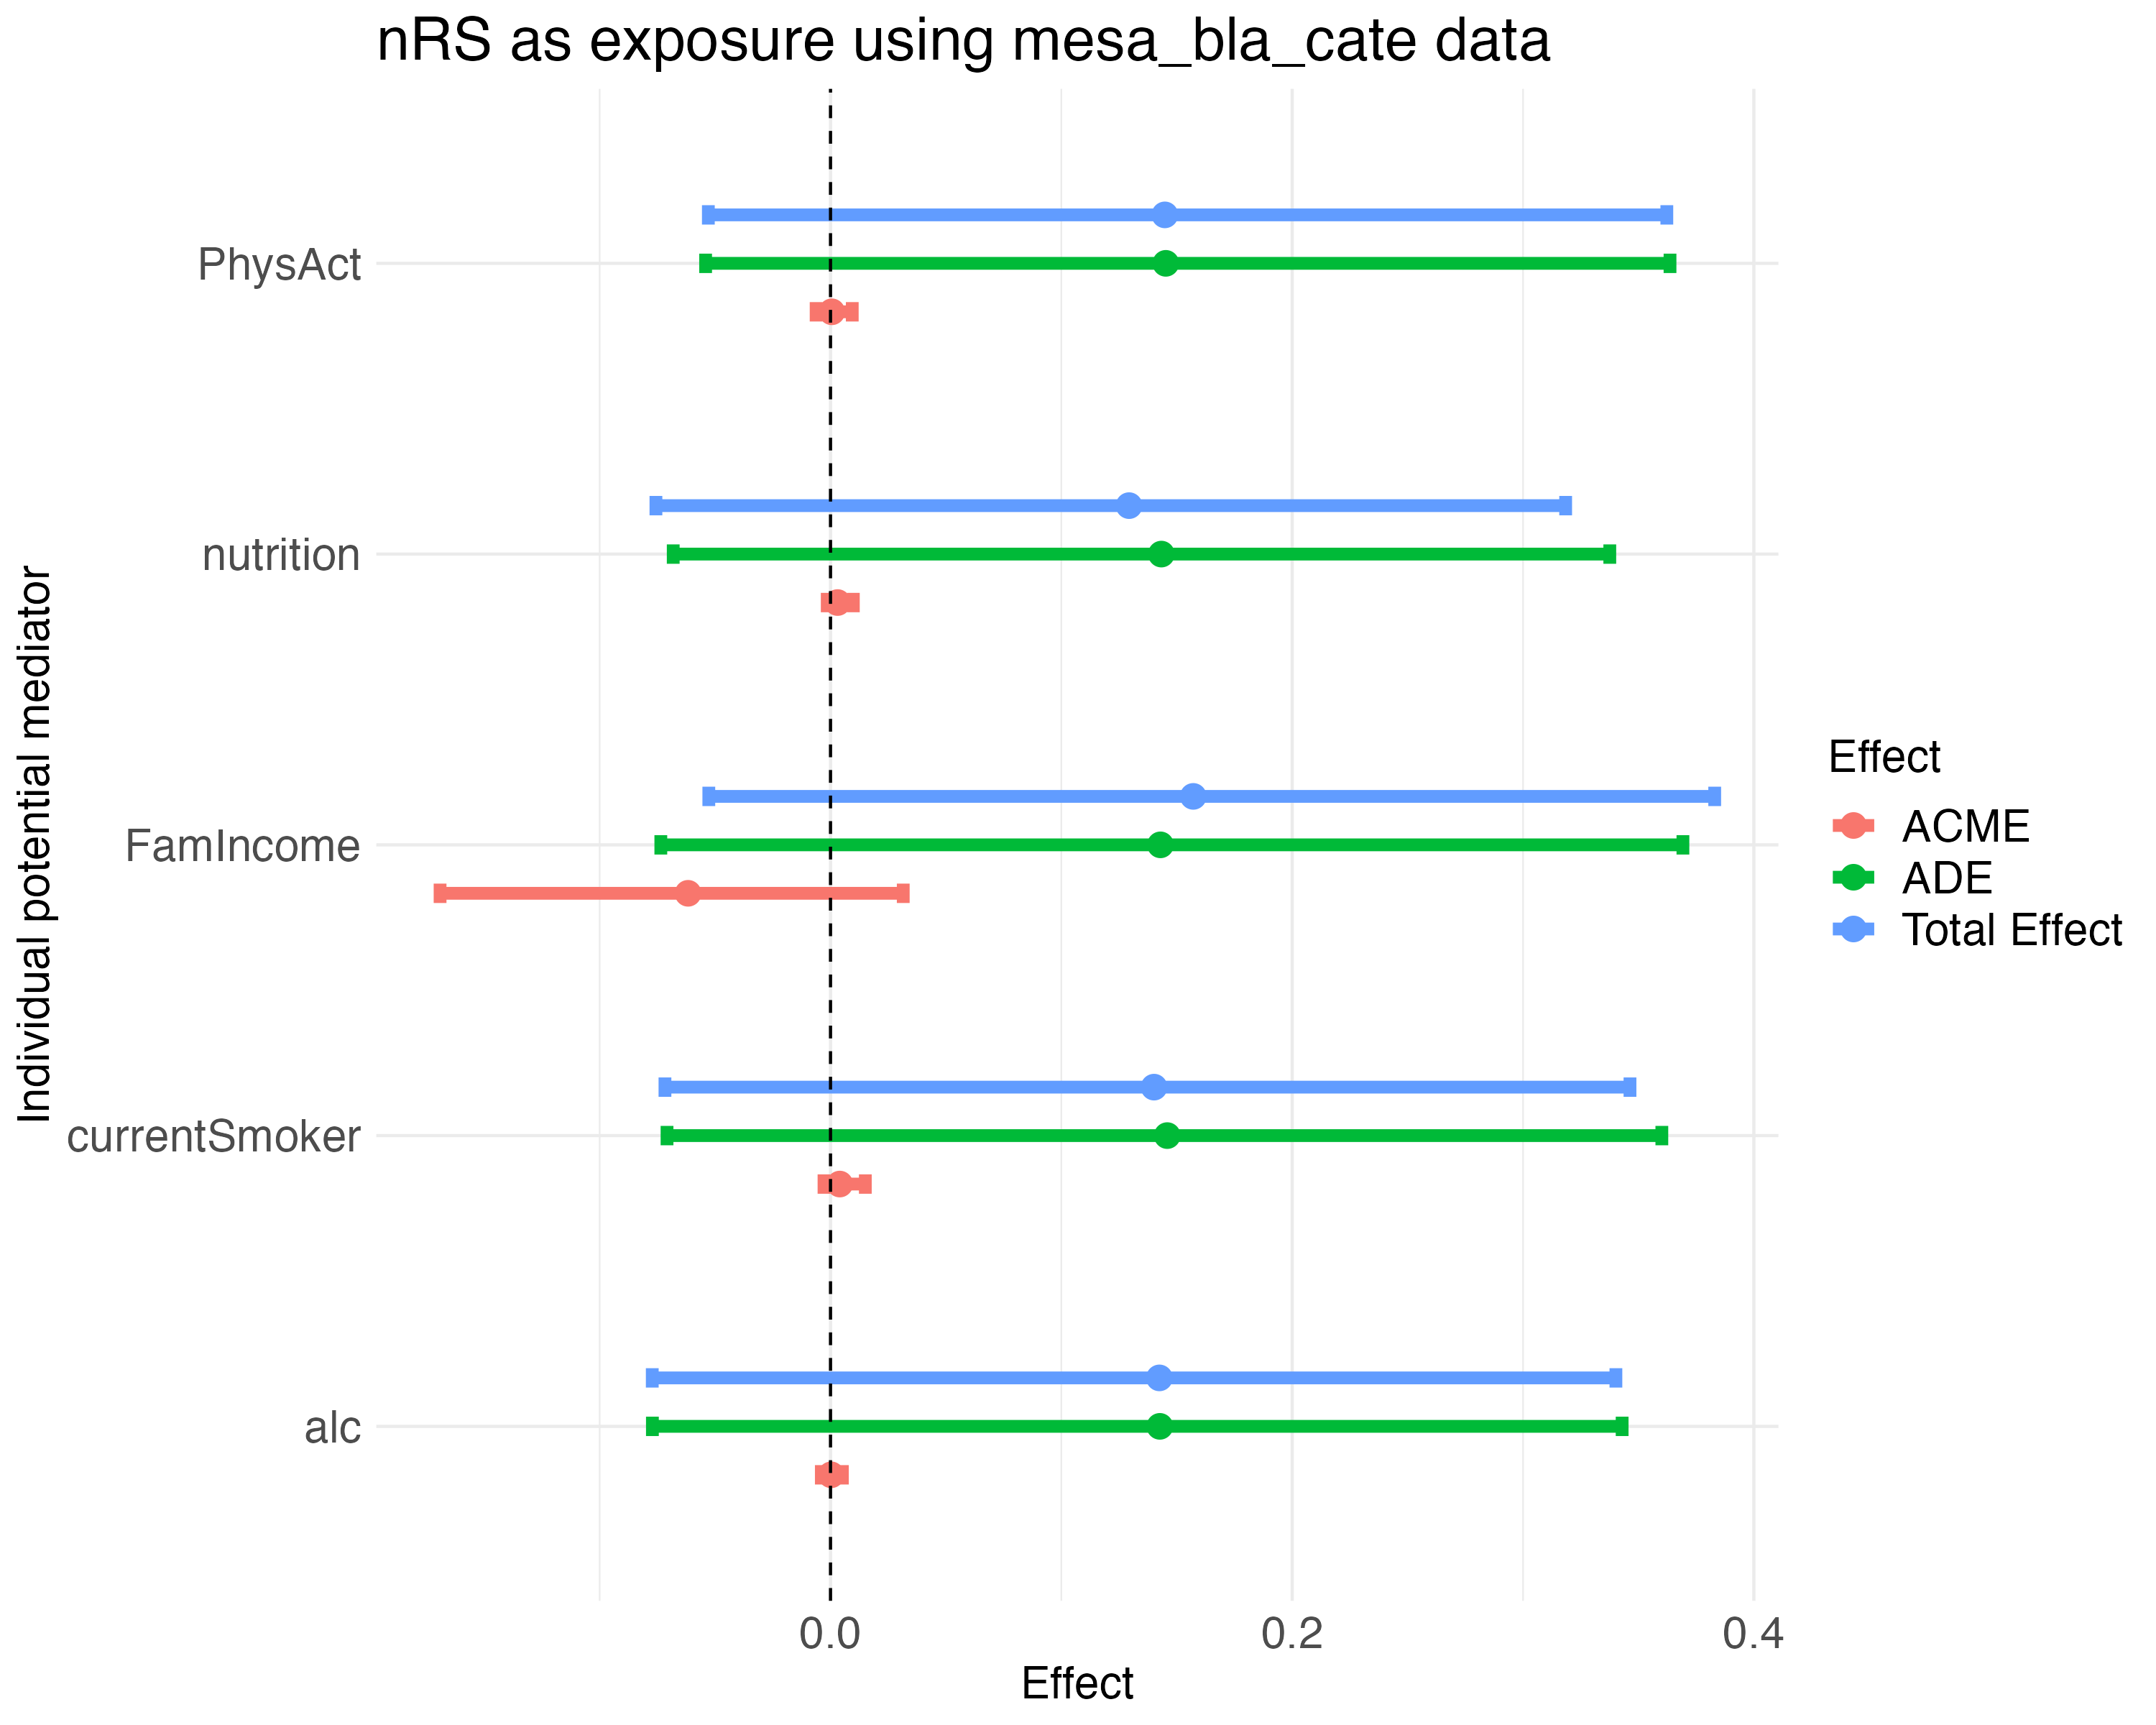 nRS as exposure using mesa_bla_cate data
Individual potential mediator
PhysAct
nutrition
FamIncome
currentSmoker
alc
0.0
0.2
0.4
Effect
Effect
ACME
ADE
Total Effect